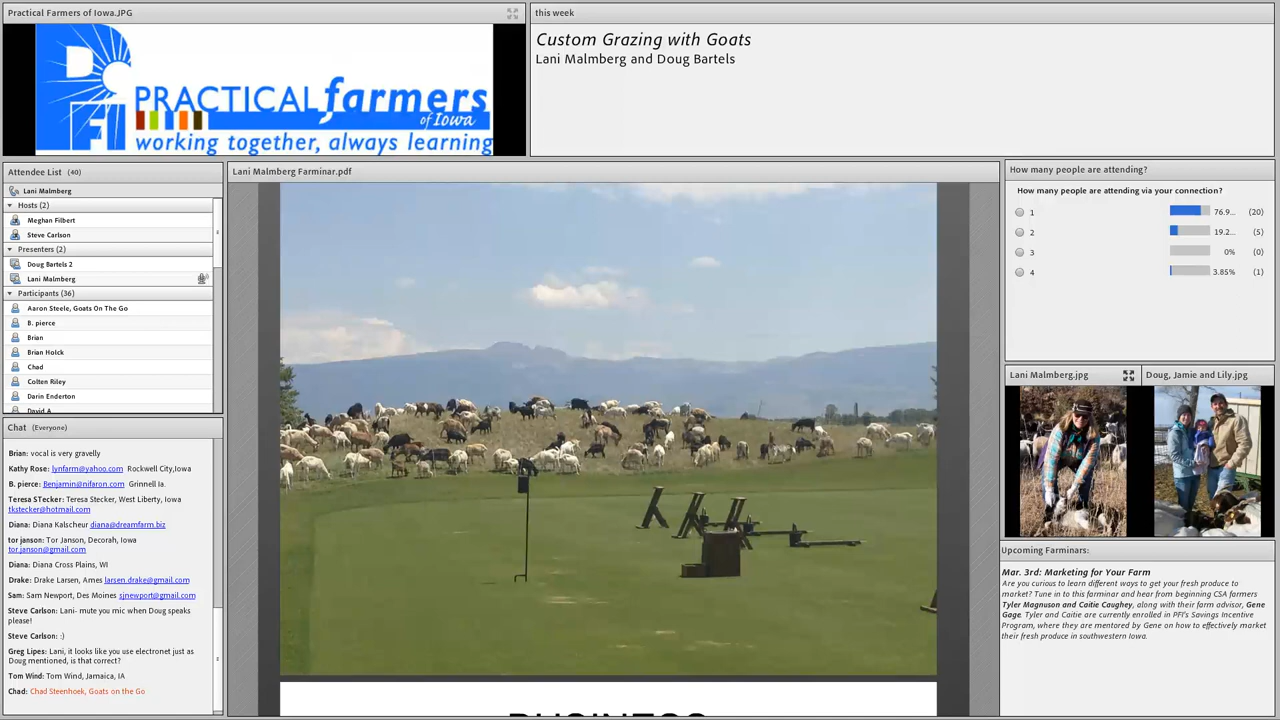 Practical Farmers of Iowa.JPG
PFI
PRACTICAL farmers
of Iowa
working together, always learning
this week
Custom Grazing with Goats
Lani Malmberg and Doug Bartels
Attendee List (40)
Lani Malmberg
Hosts (2)
Meghan Filbert
Steve Carlson
Presenters (2)
Doug Bartels 2
Lani Malmberg
Participants (36)
Aaron Steele, Goats On The Go
B. pierce
Brian
Brian Holck
Chad
Colten Riley
Darin Enderton
David A
Chat (Everyone)
Brian: vocal is very gravelly
Kathy Rose: lynfarm@yahoo.com Rockwell City,Iowa
B. pierce: Benjamin@nifaron.com Grinnell Ia.
Teresa STecker: Teresa Stecker, West Liberty, Iowa
tkstecker@hotmail.com
Diana: Diana Kalscheur diana@dreamfarm.biz
tor janson: Tor Janson, Decorah, Iowa
tor.janson@gmail.com
Diana: Diana Cross Plains, WI
Drake: Drake Larsen, Ames larsen.drake@gmail.com
Sam: Sam Newport, Des Moines sjnewport@gmail.com
Steve Carlson: Lani- mute you mic when Doug speaks
please!
Steve Carlson: :)
Greg Lipes: Lani, it looks like you use electronet just as
Doug mentioned, is that correct?
Tom Wind: Tom Wind, Jamaica, IA
Chad: Chad Steenhoek, Goats on the Go
Lani Malmberg Farminar.pdf
How many people are attending?
How many people are attending via your connection?
1 76.9... (20)
2 19.2... (5)
3 0% (0)
4 3.85% (1)
Lani Malmberg.jpg
Doug, Jamie and Lily.jpg
Upcoming Farminars:
Mar. 3rd: Marketing for Your Farm
Are you curious to learn different ways to get your fresh produce to
market? Tune in to this farminar and hear from beginning CSA farmers
Tyler Magnuson and Caitie Caughey, along with their farm advisor, Gene
Gage. Tyler and Caitie are currently enrolled in PFI's Savings Incentive
Program, where they are mentored by Gene on how to effectively market
their fresh produce in southwestern Iowa.